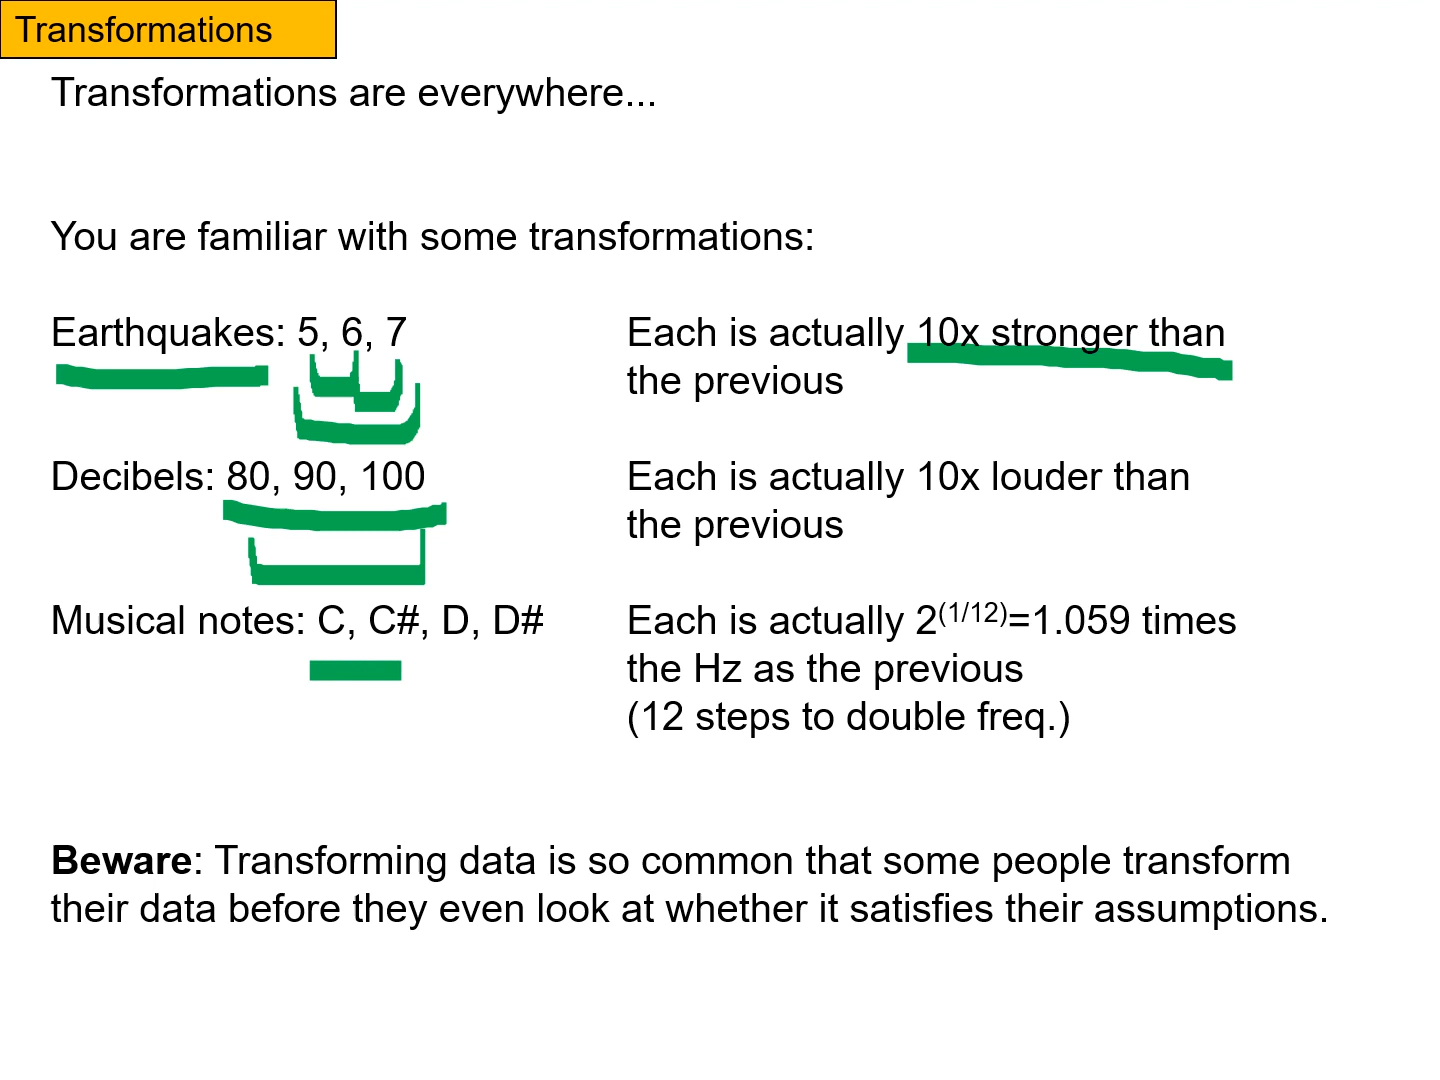 Transformations
Transformations are everywhere...
You are familiar with some transformations:
Earthquakes: 5, 6, 7
Each is actually 10x stronger than
the previous
Decibels: 80, 90, 100
Each is actually 10x louder than
the previous
Musical notes: C, C#, D, D#
Each is actually 2^(1/12)=1.059 times
the Hz as the previous
(12 steps to double freq.)
Beware: Transforming data is so common that some people transform
their data before they even look at whether it satisfies their assumptions.